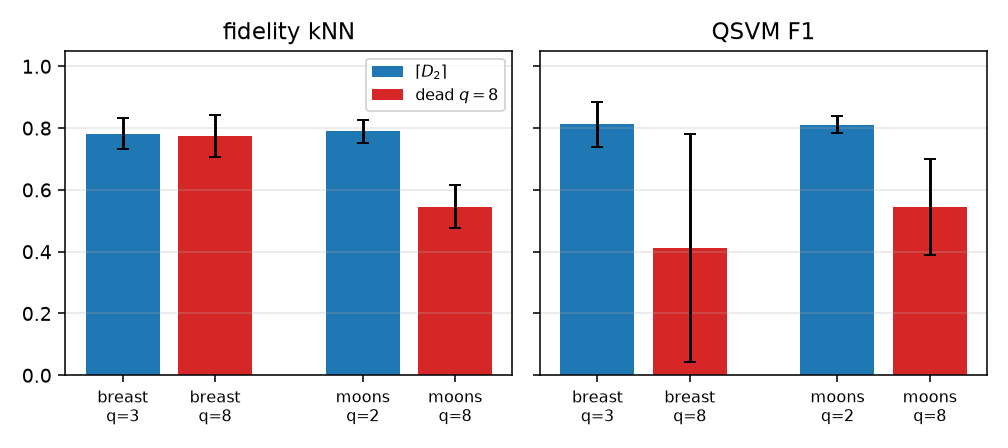 fidelity kNN
QSVM F1
1.0
0.8
0.6
0.4
0.2
0.0
⌈D₂⌉
dead q = 8
breast
q=3
breast
q=8
moons
q=2
moons
q=8
breast
q=3
breast
q=8
moons
q=2
moons
q=8